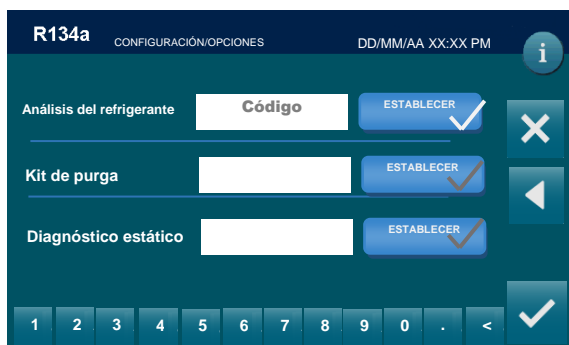 R134a CONFIGURACIÓN/OPCIONES DD/MM/AA XX:XX PM
i
Análisis del refrigerante Código ESTABLECER
Kit de purga ESTABLECER
Diagnóstico estático ESTABLECER
1 2 3 4 5 6 7 8 9 0 . <